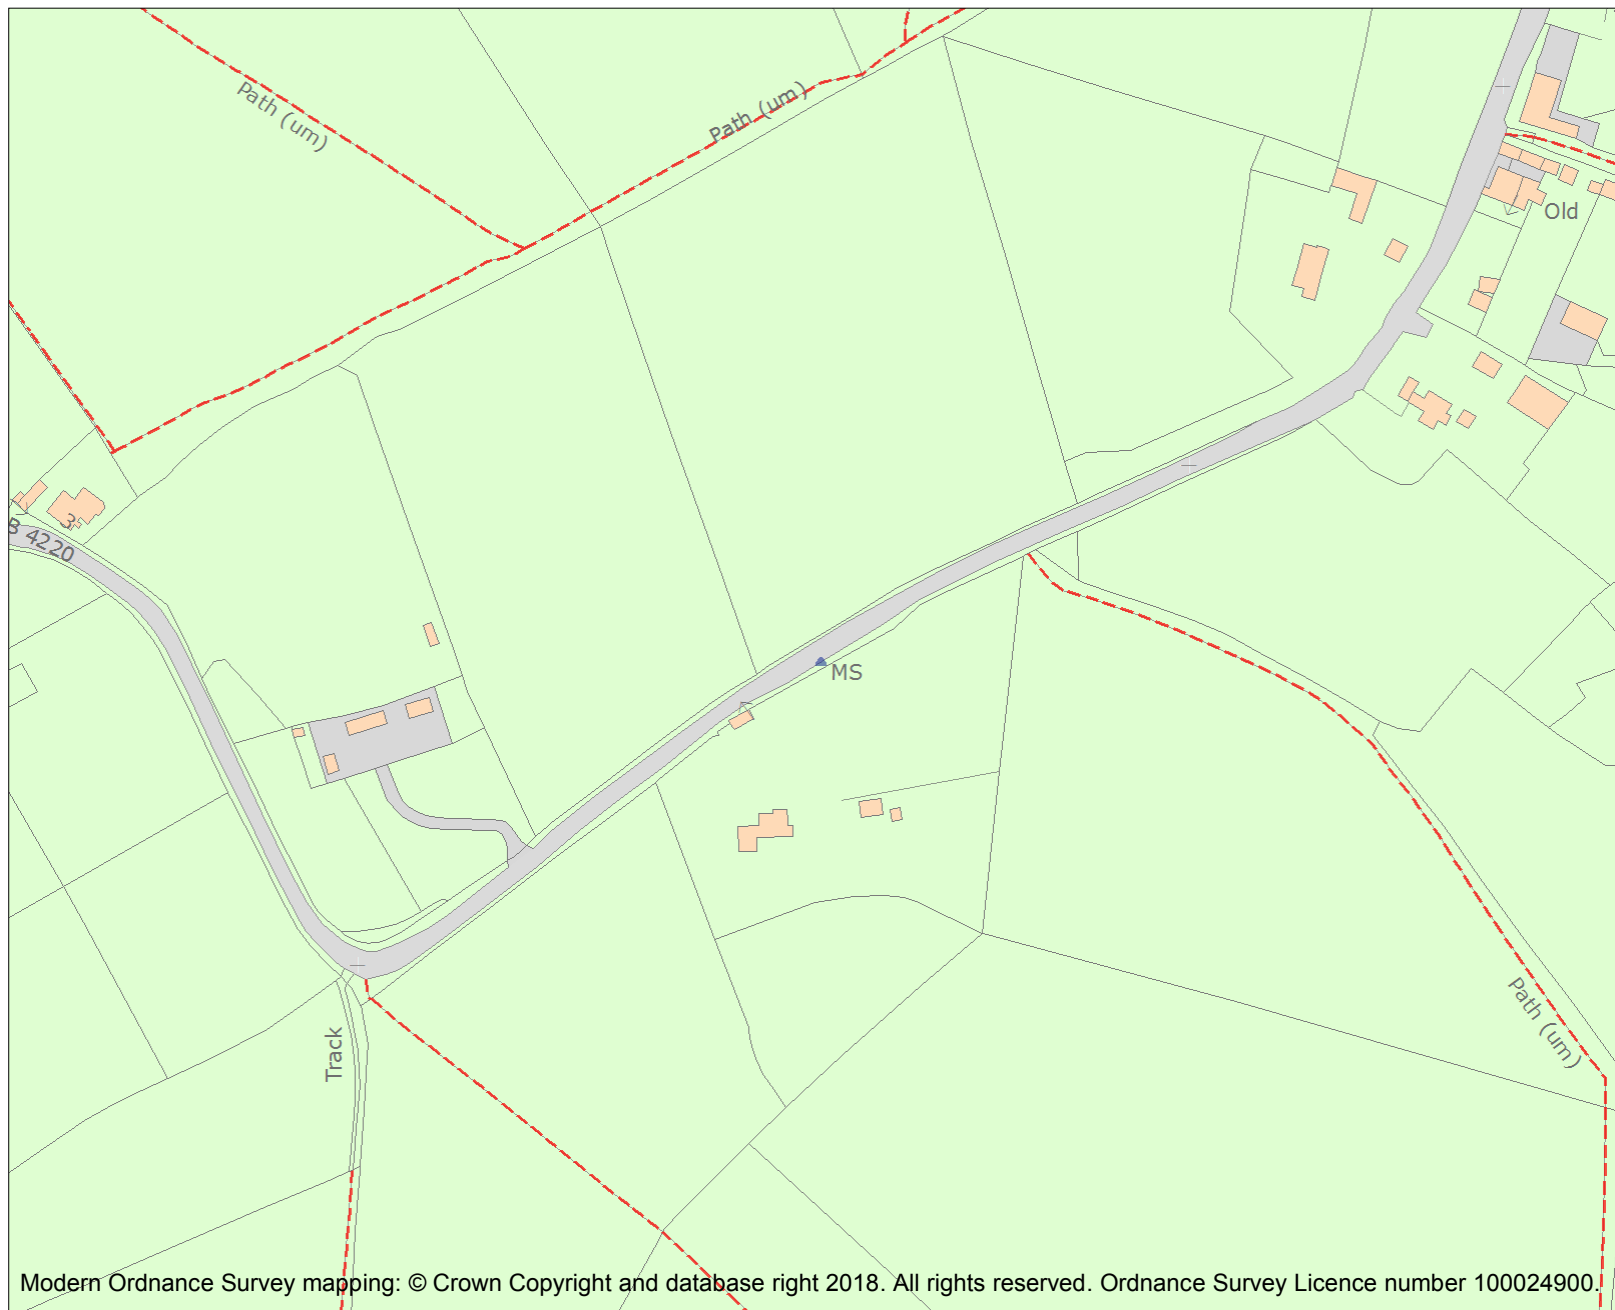 Path (um)
Path (um)
Old
3
B 4220
MS
Path (um)
Track
Modern Ordnance Survey mapping: © Crown Copyright and database right 2018. All rights reserved. Ordnance Survey Licence number 100024900.